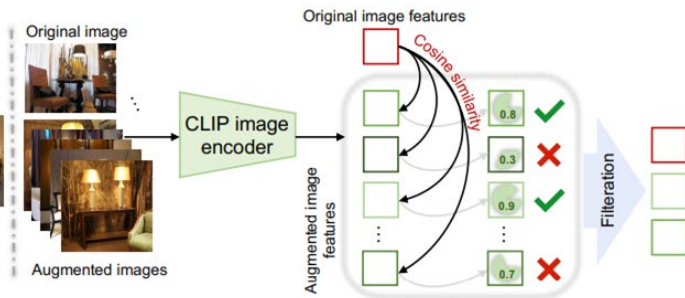 Original image
Augmented images
CLIP image
encoder
Original image features
Cosine similarity
Augmented image
features
0.8
0.3
0.9
0.7
Filteration